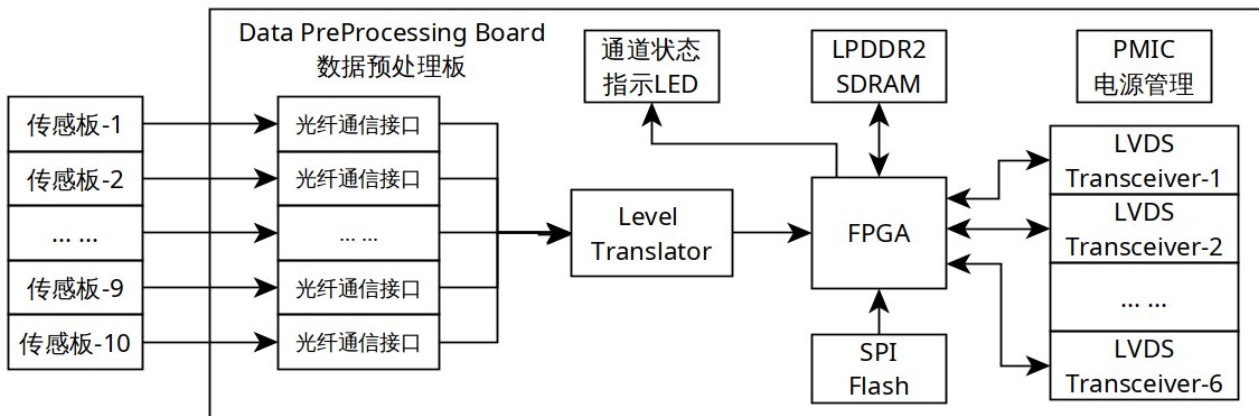 Data PreProcessing Board
数据预处理板
传感板-1
传感板-2
... ...
传感板-9
传感板-10
光纤通信接口
光纤通信接口
... ...
光纤通信接口
光纤通信接口
Level
Translator
通道状态
指示LED
LPDDR2
SDRAM
FPGA
SPI
Flash
PMIC
电源管理
LVDS
Transceiver-1
LVDS
Transceiver-2
... ...
LVDS
Transceiver-6